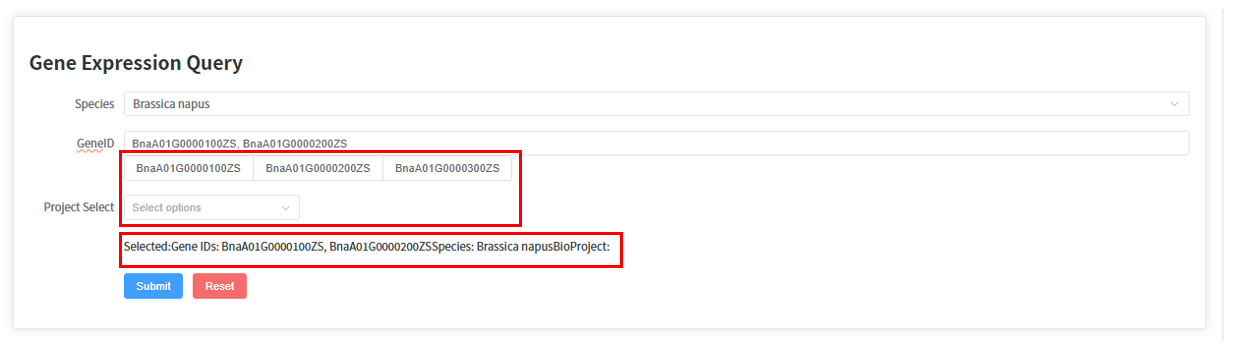 Gene Expression Query
Species Brassica napus
GeneID BnaA01G0000100ZS, BnaA01G0000200ZS
BnaA01G0000100ZS BnaA01G0000200ZS BnaA01G0000300ZS
Project Select Select options
Selected:Gene IDs: BnaA01G0000100ZS, BnaA01G0000200ZSSpecies: Brassica napusBioProject:
Submit Reset